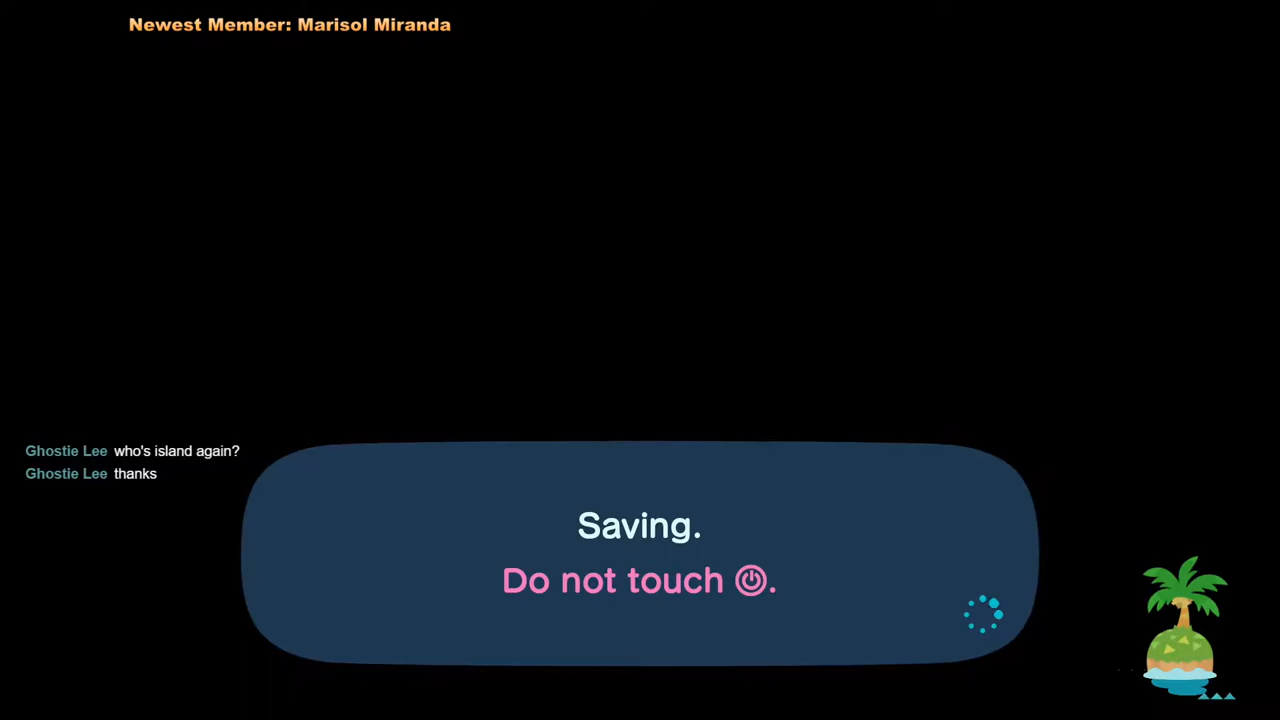 Newest Member: Marisol Miranda
Ghostie Lee who's island again?
Ghostie Lee thanks
Saving.
Do not touch ⏻.